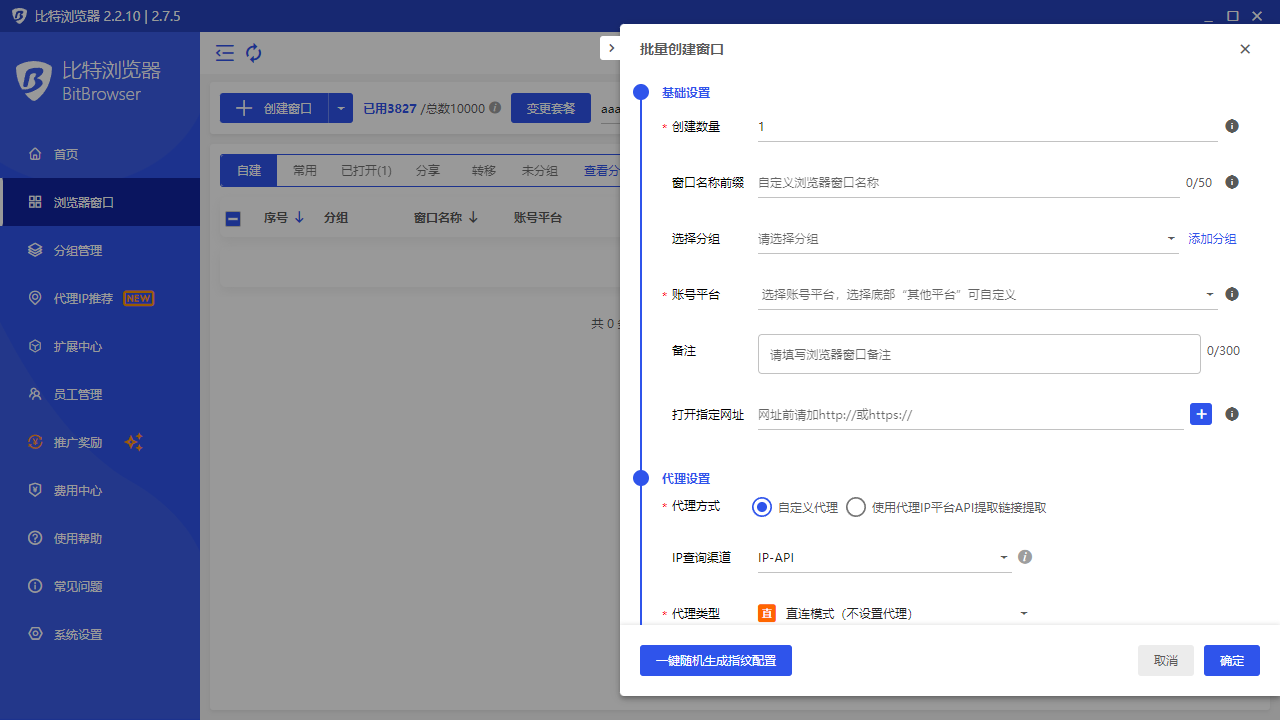 比特浏览器 2.2.10 | 2.7.5
比特浏览器
BitBrowser
首页
浏览器窗口
分组管理
代理IP推荐 NEW
扩展中心
员工管理
推广奖励
费用中心
使用帮助
常见问题
系统设置
创建窗口 已用3827 /总数10000 变更套餐 aaa
自建 常用 已打开(1) 分享 转移 未分组 查看分
序号 分组 窗口名称 账号平台
共 0
批量创建窗口
基础设置
* 创建数量 1
窗口名称前缀 自定义浏览器窗口名称 0/50
选择分组 请选择分组 添加分组
* 账号平台 选择账号平台，选择底部“其他平台”可自定义
备注 请填写浏览器窗口备注 0/300
打开指定网址 网址前请加http://或https://
代理设置
* 代理方式 自定义代理 使用代理IP平台API提取链接提取
IP查询渠道 IP-API
* 代理类型 直 直连模式（不设置代理）
一键随机生成指纹配置 取消 确定